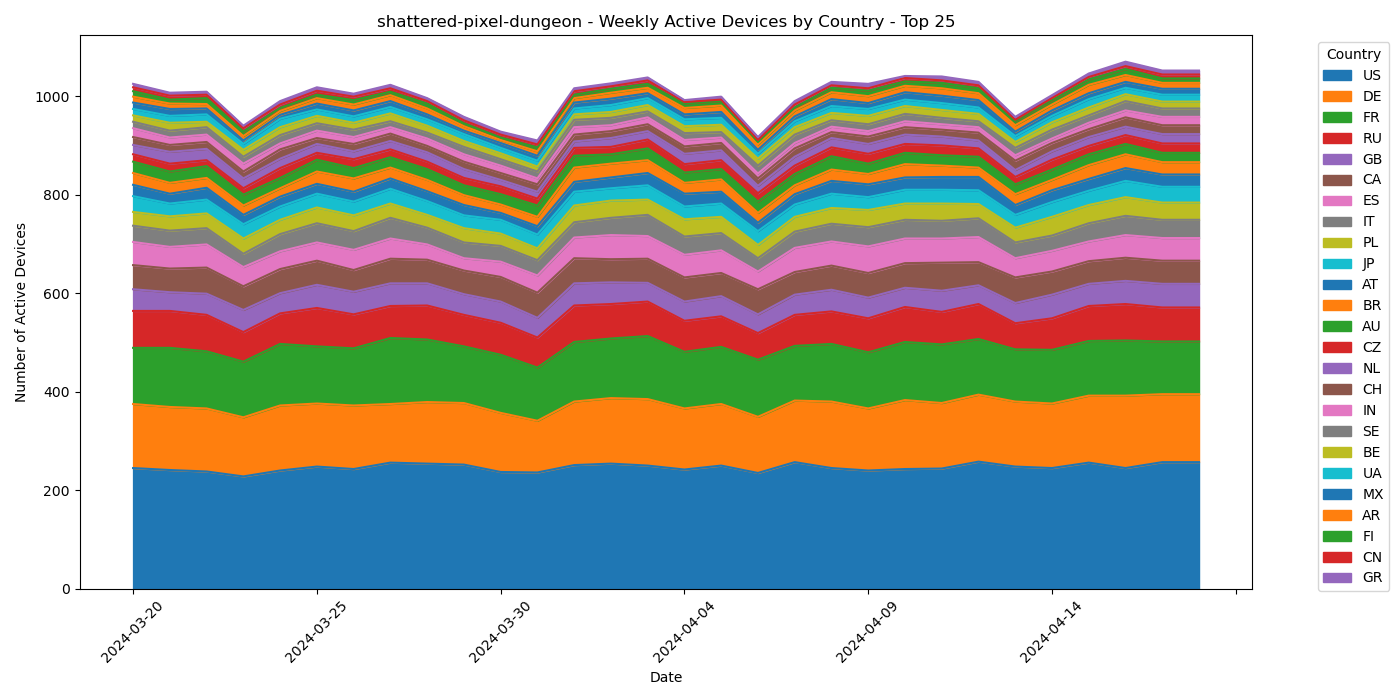 shattered-pixel-dungeon - Weekly Active Devices by Country - Top 25
Number of Active Devices
1000
800
600
400
200
0
2024-03-20
2024-03-25
2024-03-30
2024-04-04
2024-04-09
2024-04-14
Date
Country
US
DE
FR
RU
GB
CA
ES
IT
PL
JP
AT
BR
AU
CZ
NL
CH
IN
SE
BE
UA
MX
AR
FI
CN
GR